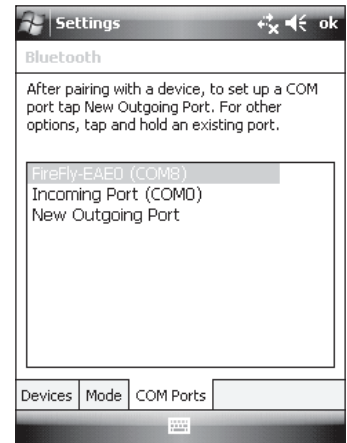 Settings
ok
Bluetooth
After pairing with a device, to set up a COM
port tap New Outgoing Port. For other
options, tap and hold an existing port.
FireFly-EAE0 (COM8)
Incoming Port (COM0)
New Outgoing Port
Devices Mode COM Ports